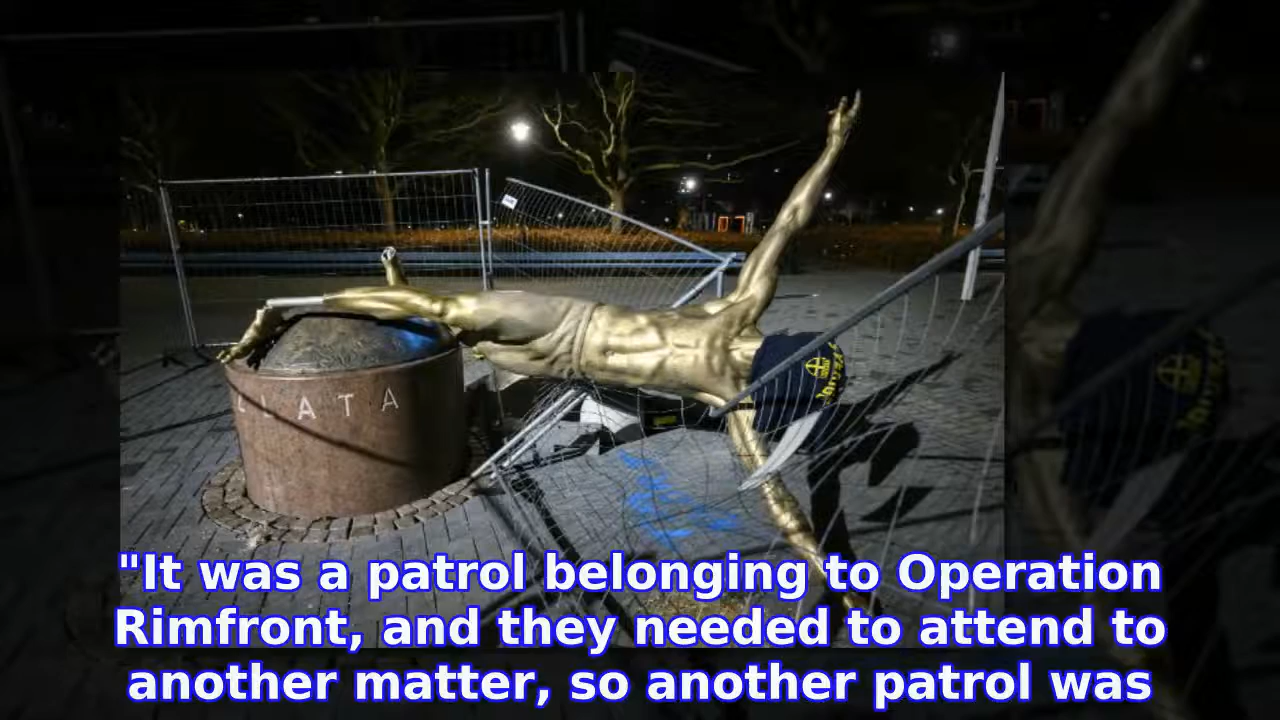 LATA
"It was a patrol belonging to Operation
Rimfront, and they needed to attend to
another matter, so another patrol was